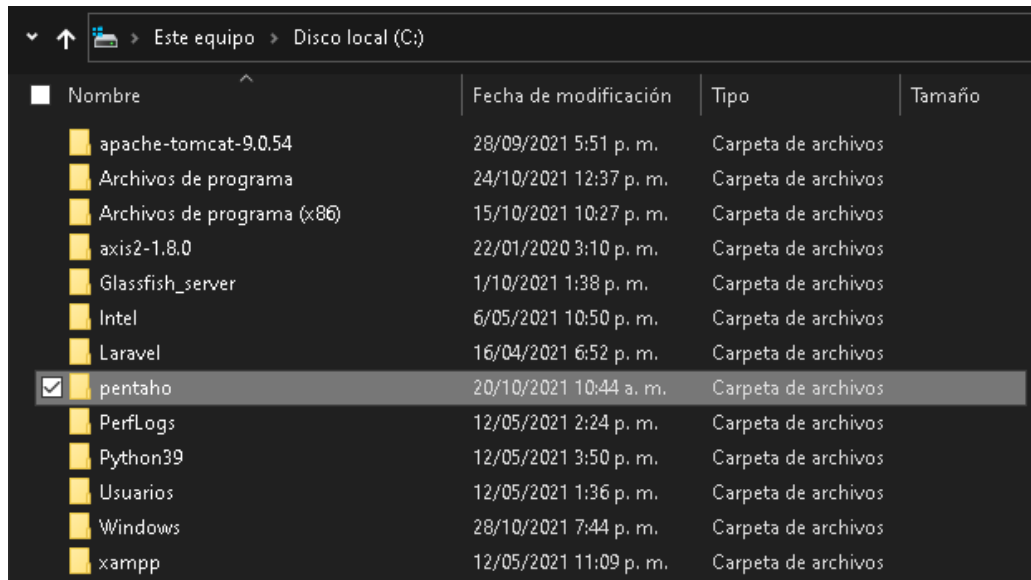 Este equipo > Disco local (C:)
Nombre Fecha de modificación Tipo Tamaño
apache-tomcat-9.0.54 28/09/2021 5:51 p. m. Carpeta de archivos
Archivos de programa 24/10/2021 12:37 p. m. Carpeta de archivos
Archivos de programa (x86) 15/10/2021 10:27 p. m. Carpeta de archivos
axis2-1.8.0 22/01/2020 3:10 p. m. Carpeta de archivos
Glassfish_server 1/10/2021 1:38 p. m. Carpeta de archivos
Intel 6/05/2021 10:50 p. m. Carpeta de archivos
Laravel 16/04/2021 6:52 p. m. Carpeta de archivos
pentaho 20/10/2021 10:44 a. m. Carpeta de archivos
PerfLogs 12/05/2021 2:24 p. m. Carpeta de archivos
Python39 12/05/2021 3:50 p. m. Carpeta de archivos
Usuarios 12/05/2021 1:36 p. m. Carpeta de archivos
Windows 28/10/2021 7:44 p. m. Carpeta de archivos
xampp 12/05/2021 11:09 p. m. Carpeta de archivos